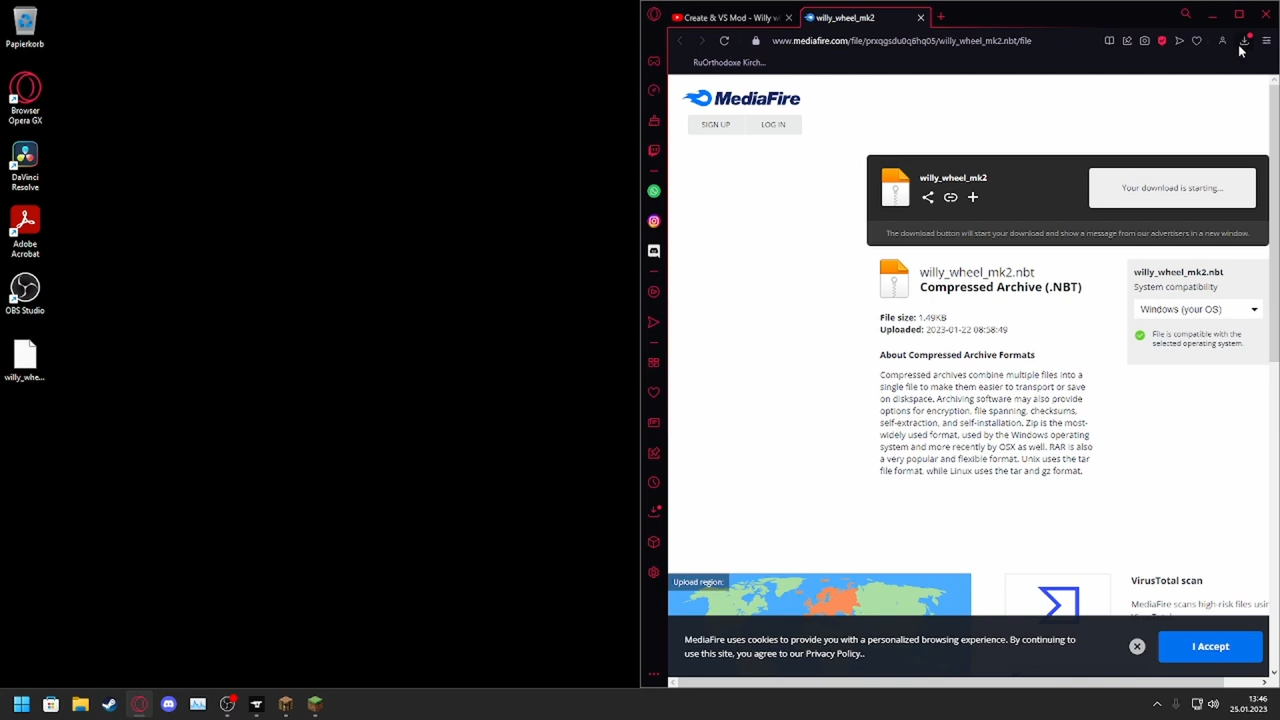 Papierkorb
Browser
Opera GX
DaVinci
Resolve
Adobe
Acrobat
OBS Studio
willy_whe...
Create & VS Mod - Willy w
willy_wheel_mk2
www.mediafire.com/file/prxqgsdu0q6hq05/willy_wheel_mk2.nbt/file
RuOrthodoxe Kirch...
MediaFire
SIGN UP
LOG IN
willy_wheel_mk2
Your download is starting...
The download button will start your download and show a message from our advertisers in a new window.
willy_wheel_mk2.nbt
Compressed Archive (.NBT)
File size: 1.49KB
Uploaded: 2023-01-22 08:58:49
About Compressed Archive Formats
Compressed archives combine multiple files into a
single file to make them easier to transport or save
on diskspace. Archiving software may also provide
options for encryption, file spanning, checksums,
self-extraction, and self-installation. Zip is the most-
widely used format, used by the Windows operating
system and more recently by OSX as well. RAR is also
a very popular and flexible format. Unix uses the tar
file format, while Linux uses the tar and gz format.
willy_wheel_mk2.nbt
System compatibility
Windows (your OS)
File is compatible with the
selected operating system.
Upload region:
VirusTotal scan
MediaFire scans high-risk files usin
MediaFire uses cookies to provide you with a personalized browsing experience. By continuing to
use this site, you agree to our Privacy Policy..
I Accept
13:46
25.01.2023